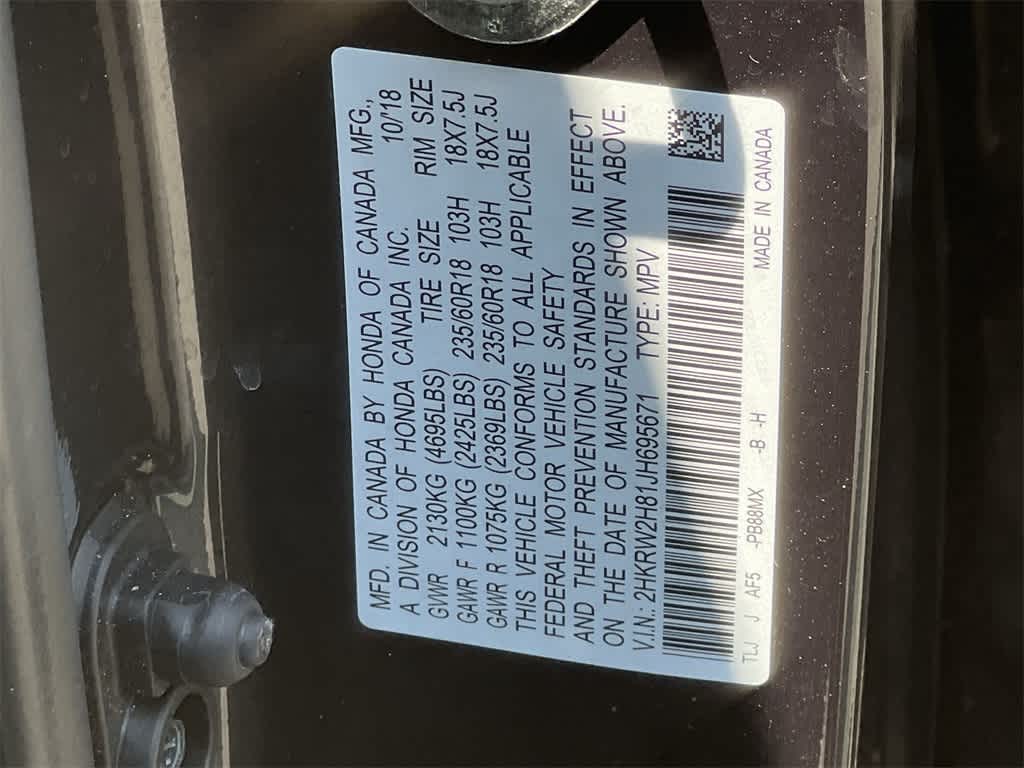 MFD. IN CANADA BY HONDA OF CANADA MFG.,
A DIVISION OF HONDA CANADA INC. 10/'18
GVWR 2130KG (4695LBS) TIRE SIZE RIM SIZE
GAWR F 1100KG (2425LBS) 235/60R18 103H 18X7.5J
GAWR R 1075KG (2369LBS) 235/60R18 103H 18X7.5J
THIS VEHICLE CONFORMS TO ALL APPLICABLE
FEDERAL MOTOR VEHICLE SAFETY
AND THEFT PREVENTION STANDARDS IN EFFECT
ON THE DATE OF MANUFACTURE SHOWN ABOVE.
V.I.N.: 2HKRW2H81JH695671 TYPE: MPV
TLJ J AF5 -PB88MX -B -H MADE IN CANADA